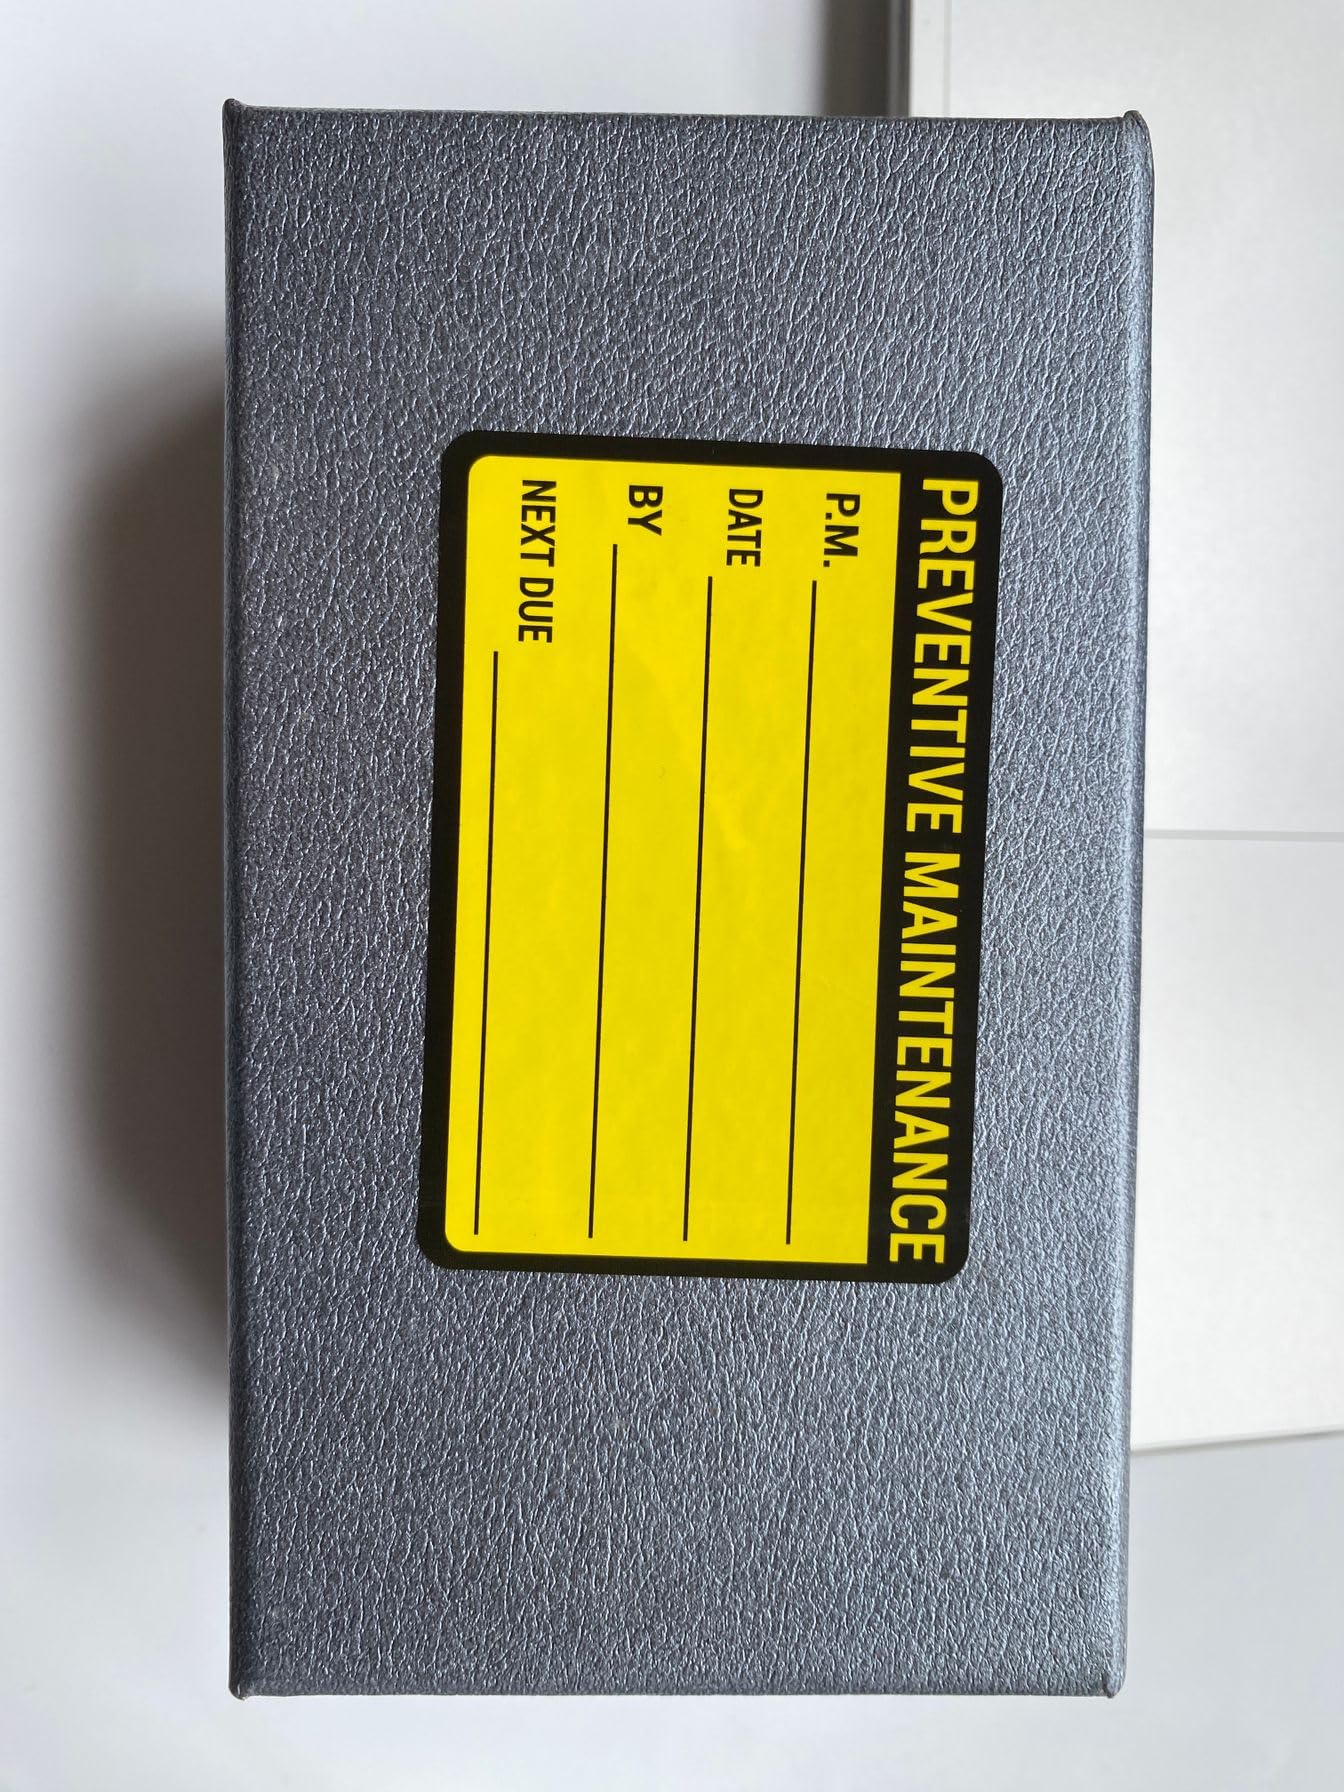 PREVENTIVE MAINTENANCE
P.M.
DATE
BY
NEXT DUE